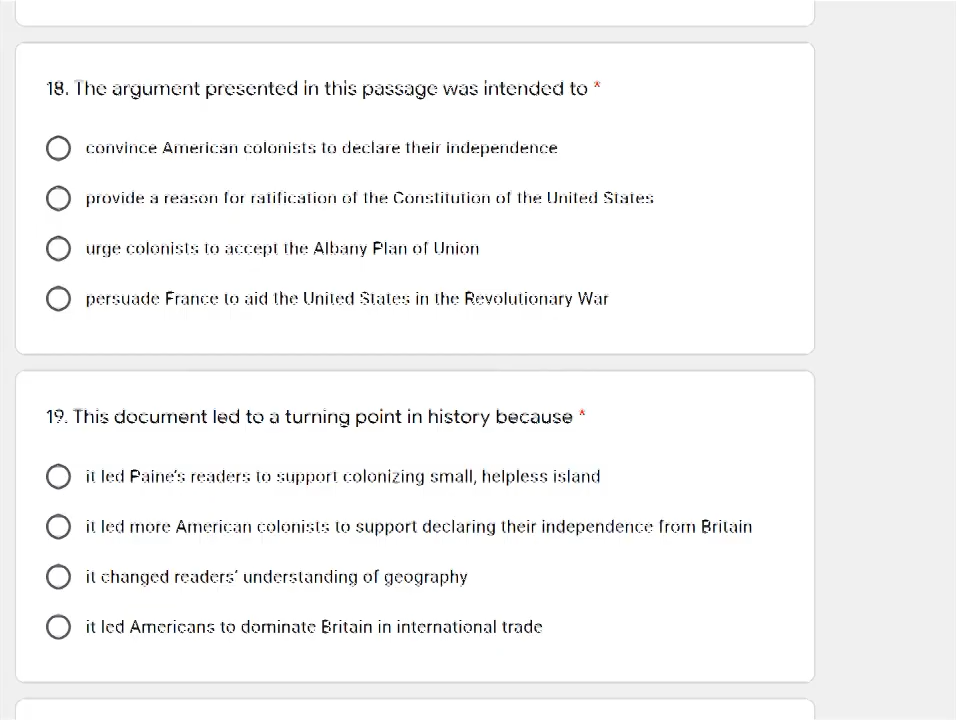 18. The argument presented in this passage was intended to *
convince American colonists to declare their independence
provide a reason for ratification of the Constitution of the United States
urge colonists to accept the Albany Plan of Union
persuade France to aid the United States in the Revolutionary War
19. This document led to a turning point in history because *
it led Paine's readers to support colonizing small, helpless island
it led more American colonists to support declaring their independence from Britain
it changed readers' understanding of geography
it led Americans to dominate Britain in international trade